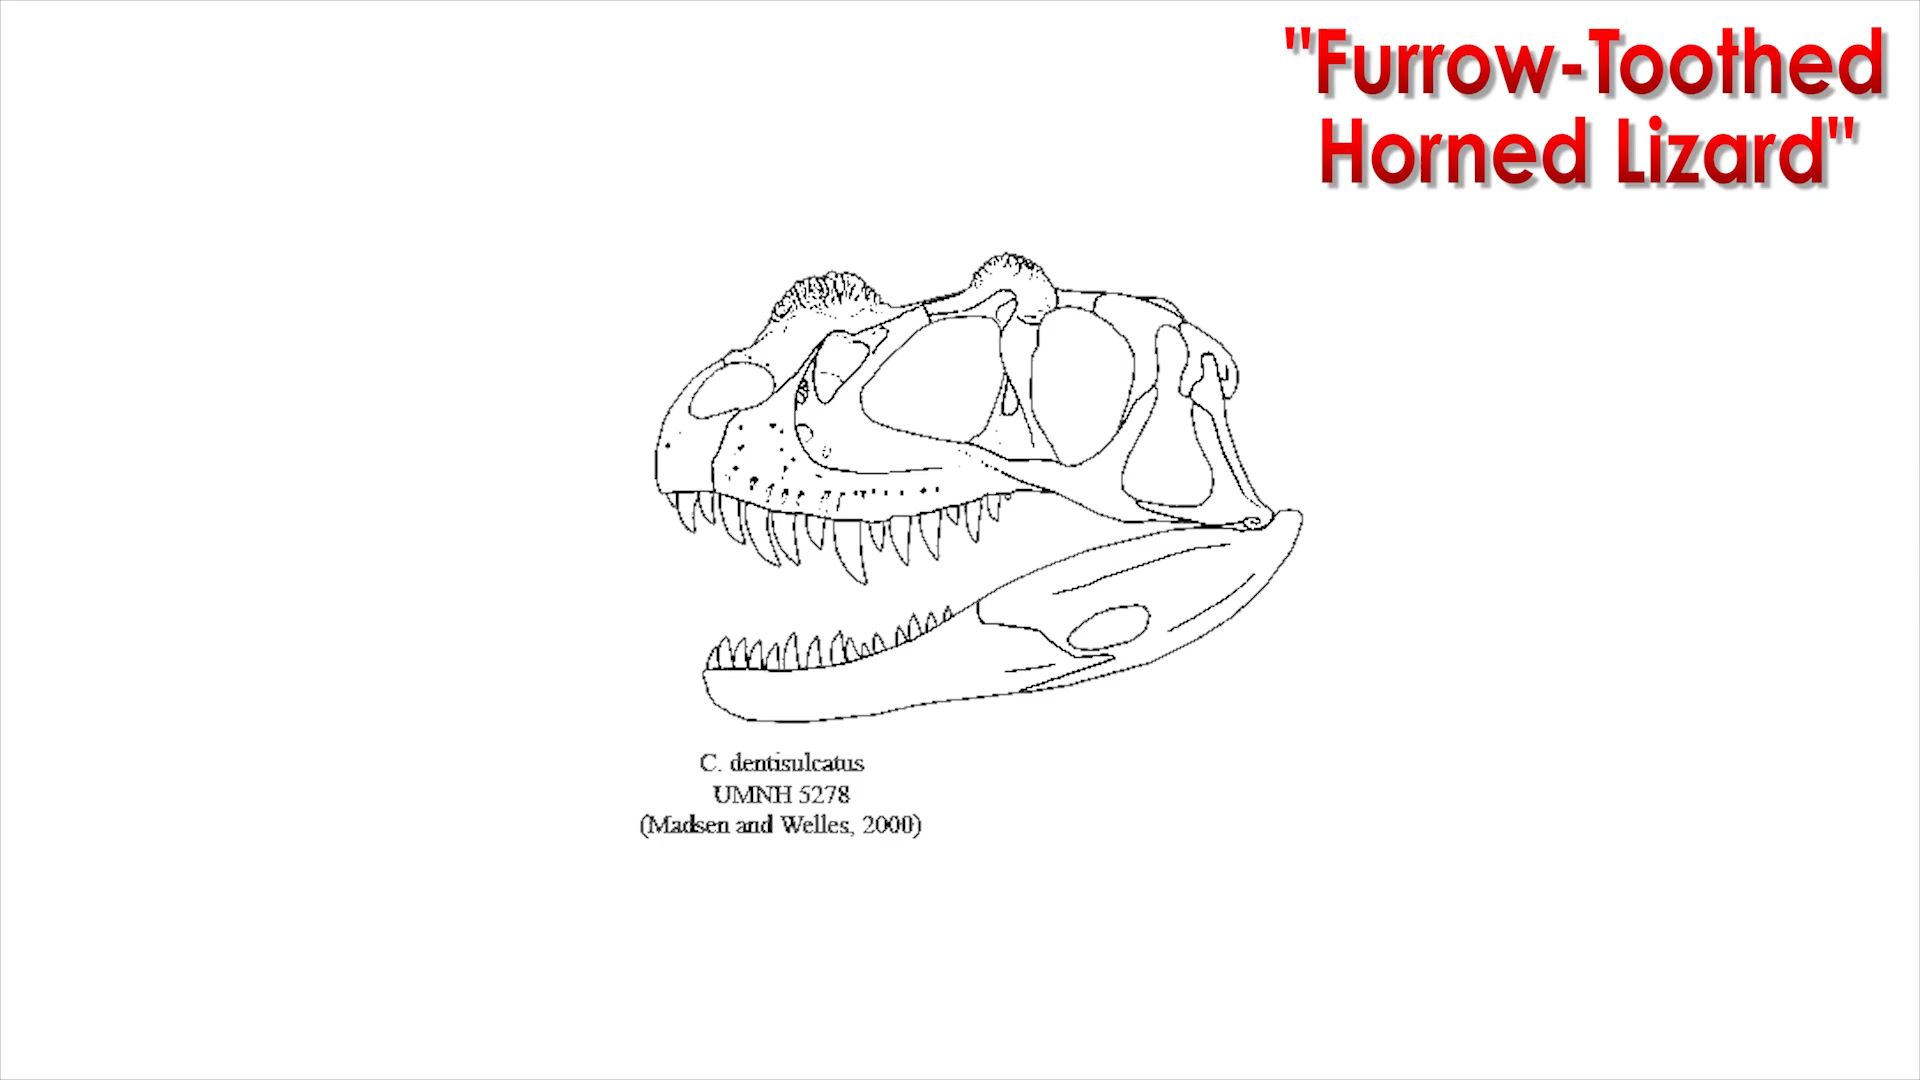 "Furrow-Toothed
Horned Lizard"
C. dentisulcatus
UMNH 5278
(Madsen and Welles, 2000)